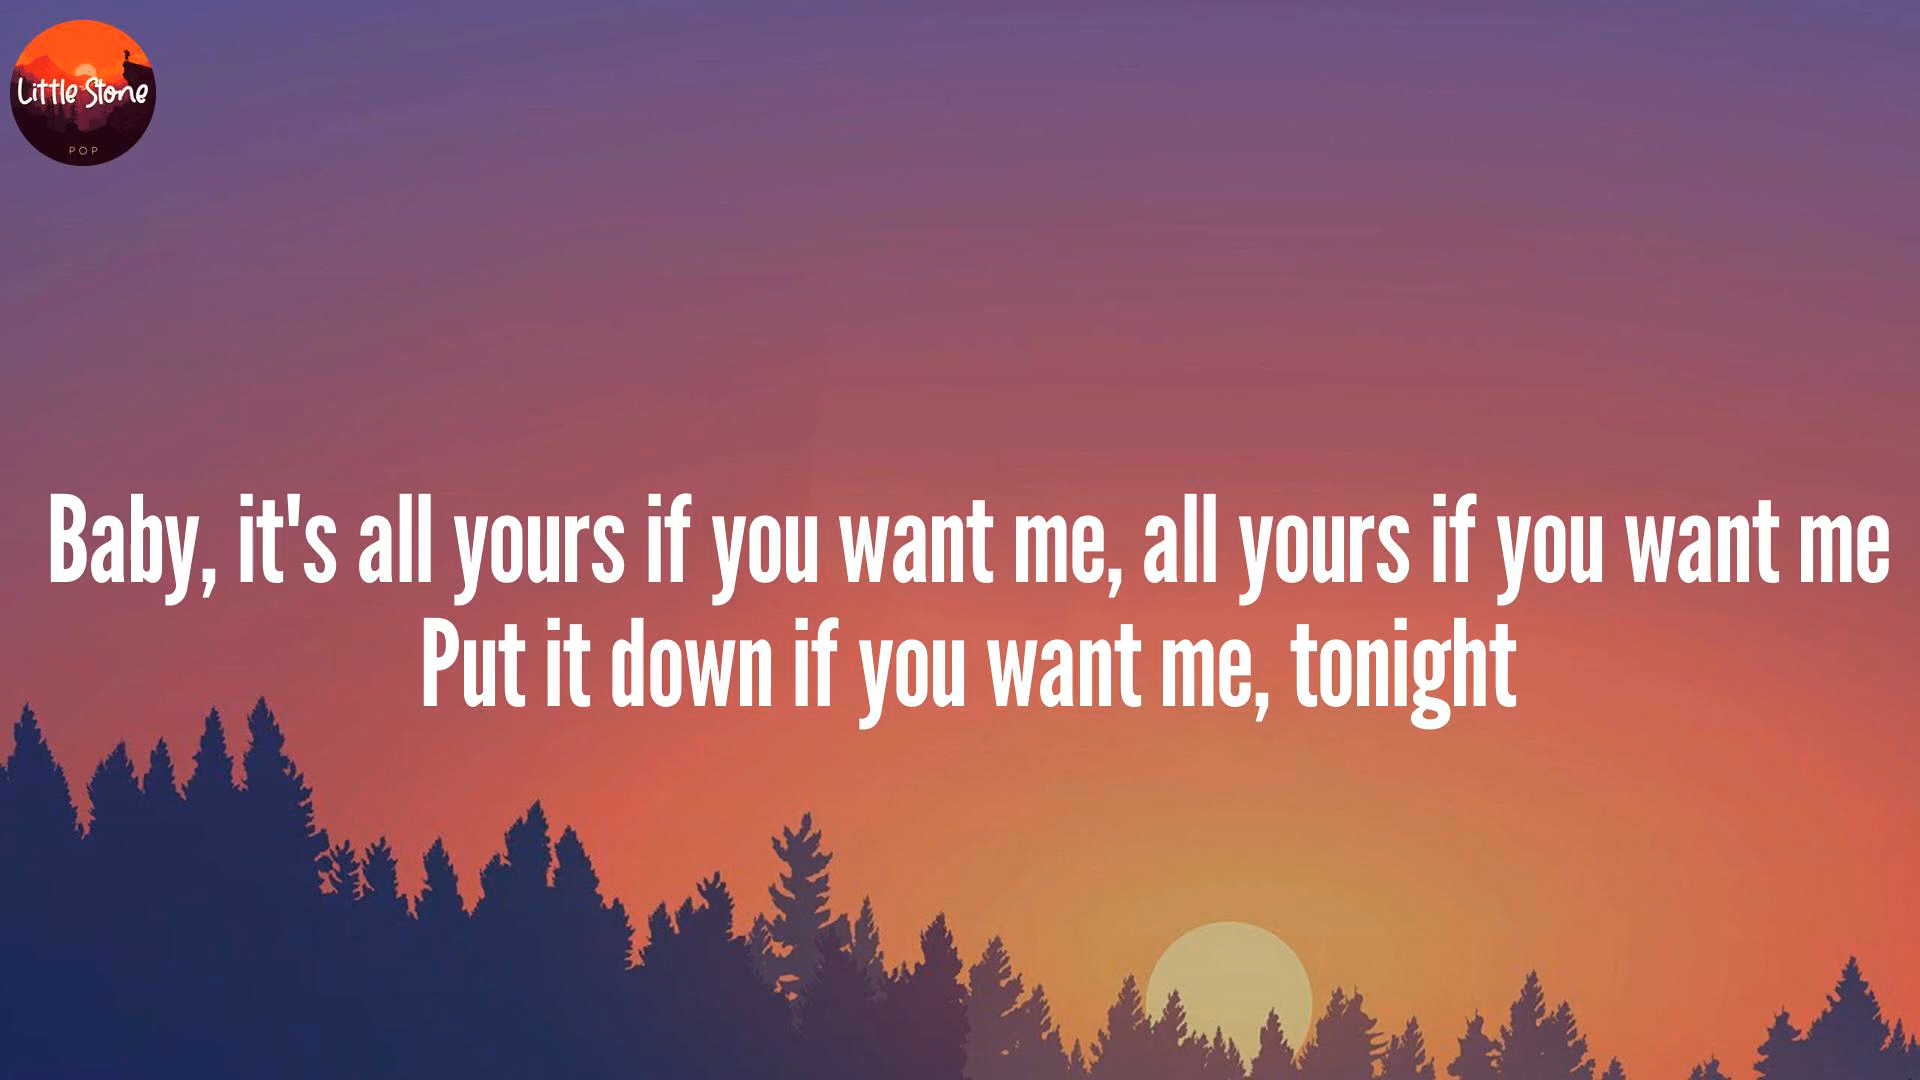 Little Stone
POP
Baby, it's all yours if you want me, all yours if you want me
Put it down if you want me, tonight